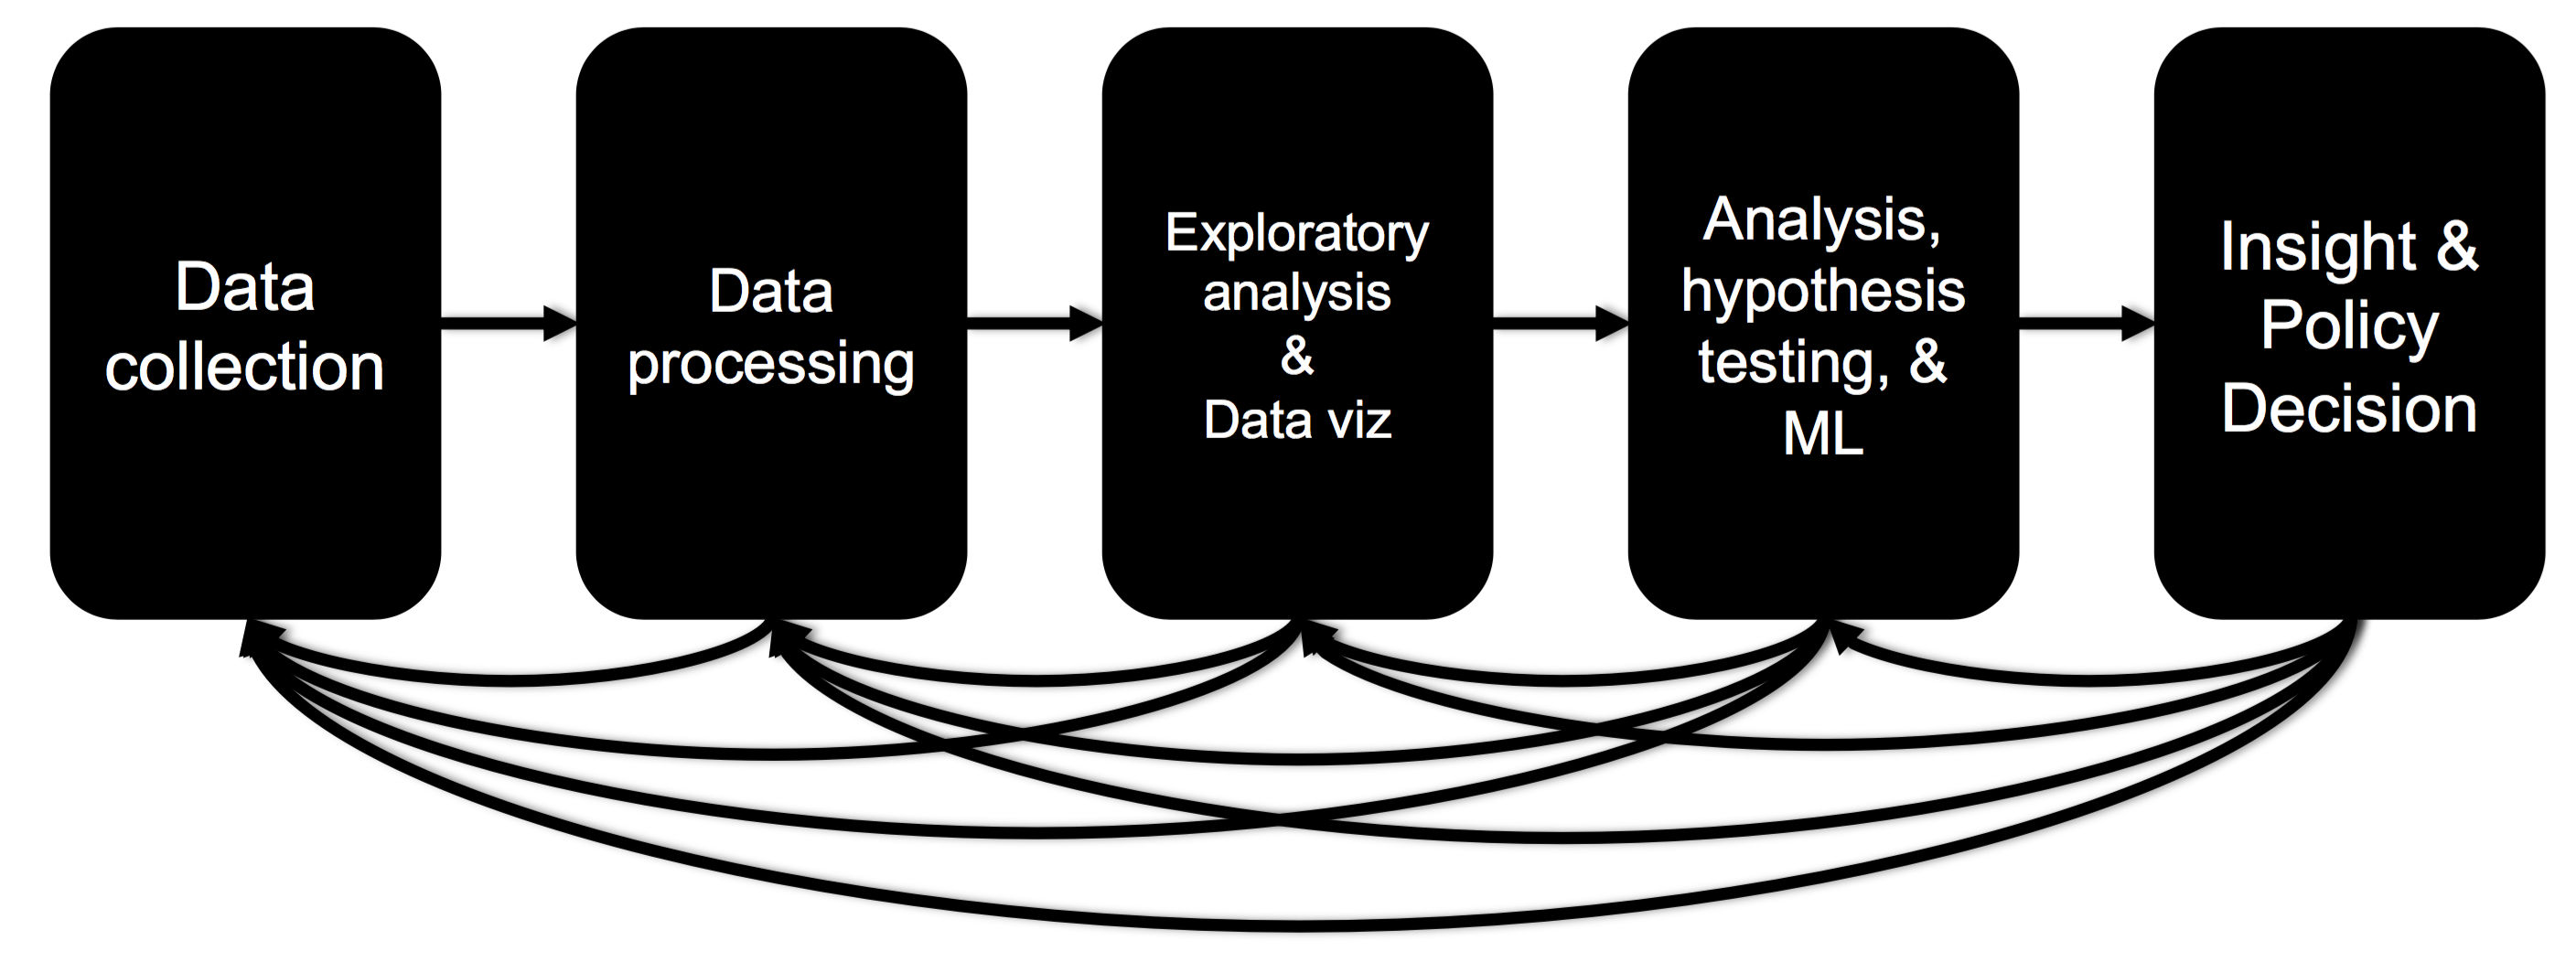 Data
collection
Data
processing
Exploratory
analysis
&
Data viz
Analysis,
hypothesis
testing, &
ML
Insight &
Policy
Decision